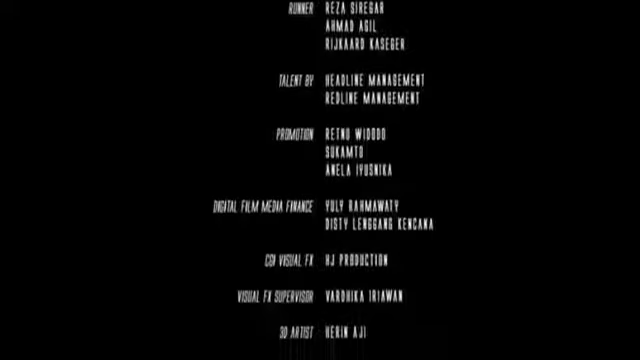 RUNNER REZA SIREGAR
AHMAD AGIL
RIJKAARD KASEGER
TALENT BY HEADLINE MANAGEMENT
REDLINE MANAGEMENT
PROMOTION RETNO WIDODO
SUKAMTO
ANELA IYUSNIKA
DIGITAL FILM MEDIA FINANCE YULY RAHMAWATY
DISTY LENGGANG KENCANA
CGI VISUAL FX HJ PRODUCTION
VISUAL FX SUPERVISOR VARDHIKA IRIAWAN
3D ARTIST HERIN AJI